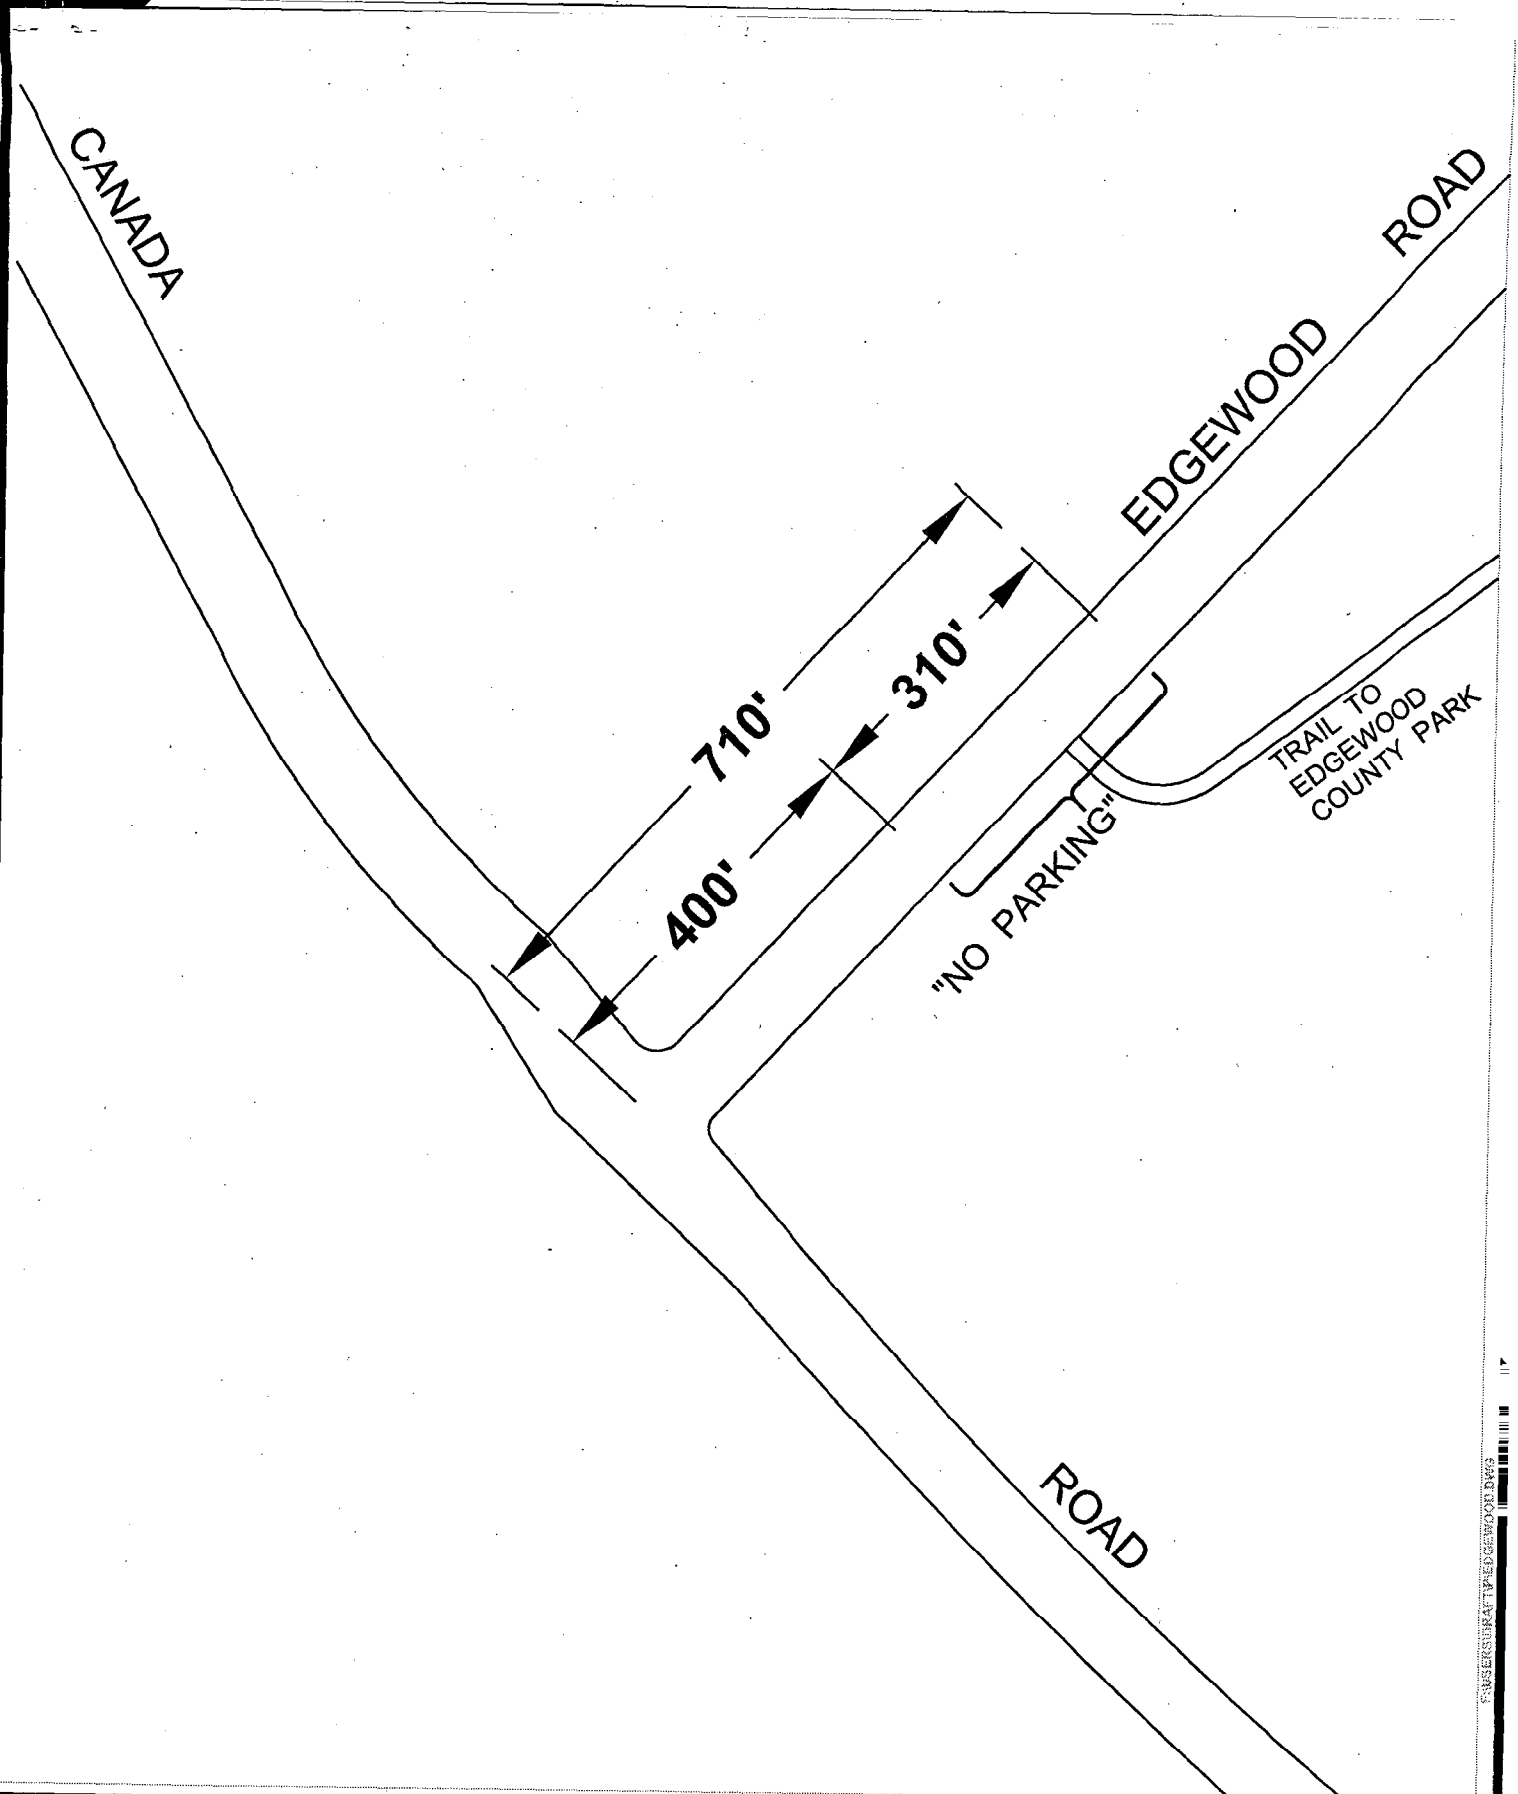 CANADA
ROAD
EDGEWOOD
710'
310'
400'
TRAIL TO
EDGEWOOD
COUNTY PARK
"NO PARKING"
ROAD